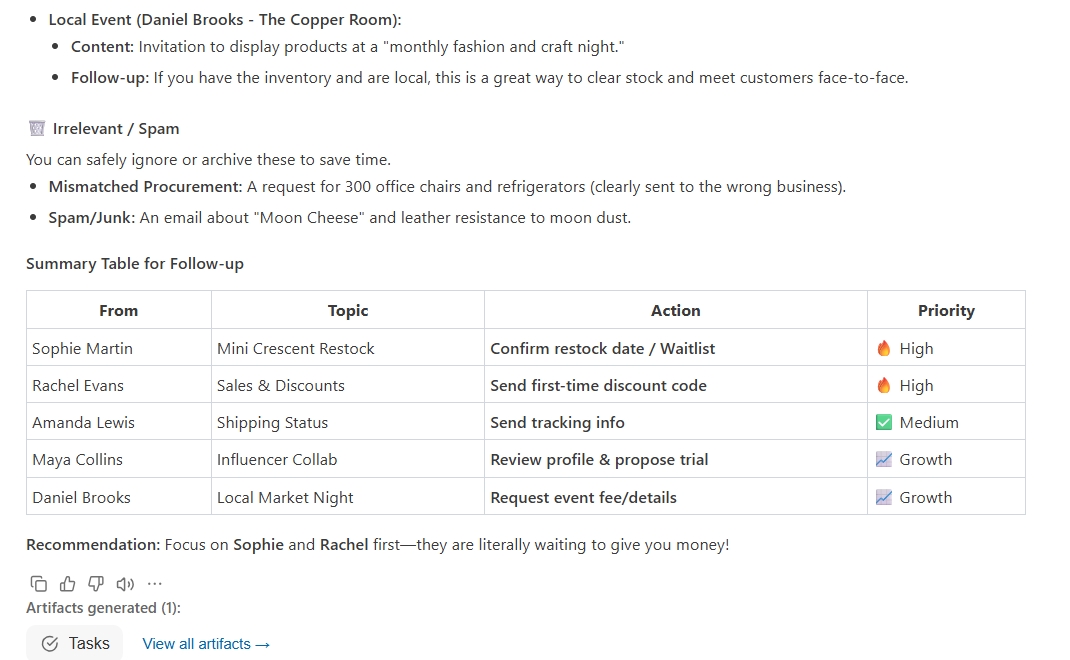 Local Event (Daniel Brooks - The Copper Room):
Content: Invitation to display products at a "monthly fashion and craft night."
Follow-up: If you have the inventory and are local, this is a great way to clear stock and meet customers face-to-face.
Irrelevant / Spam
You can safely ignore or archive these to save time.
Mismatched Procurement: A request for 300 office chairs and refrigerators (clearly sent to the wrong business).
Spam/Junk: An email about "Moon Cheese" and leather resistance to moon dust.
Summary Table for Follow-up
From Topic Action Priority
Sophie Martin Mini Crescent Restock Confirm restock date / Waitlist High
Rachel Evans Sales & Discounts Send first-time discount code High
Amanda Lewis Shipping Status Send tracking info Medium
Maya Collins Influencer Collab Review profile & propose trial Growth
Daniel Brooks Local Market Night Request event fee/details Growth
Recommendation: Focus on Sophie and Rachel first—they are literally waiting to give you money!
Artifacts generated (1):
Tasks View all artifacts →